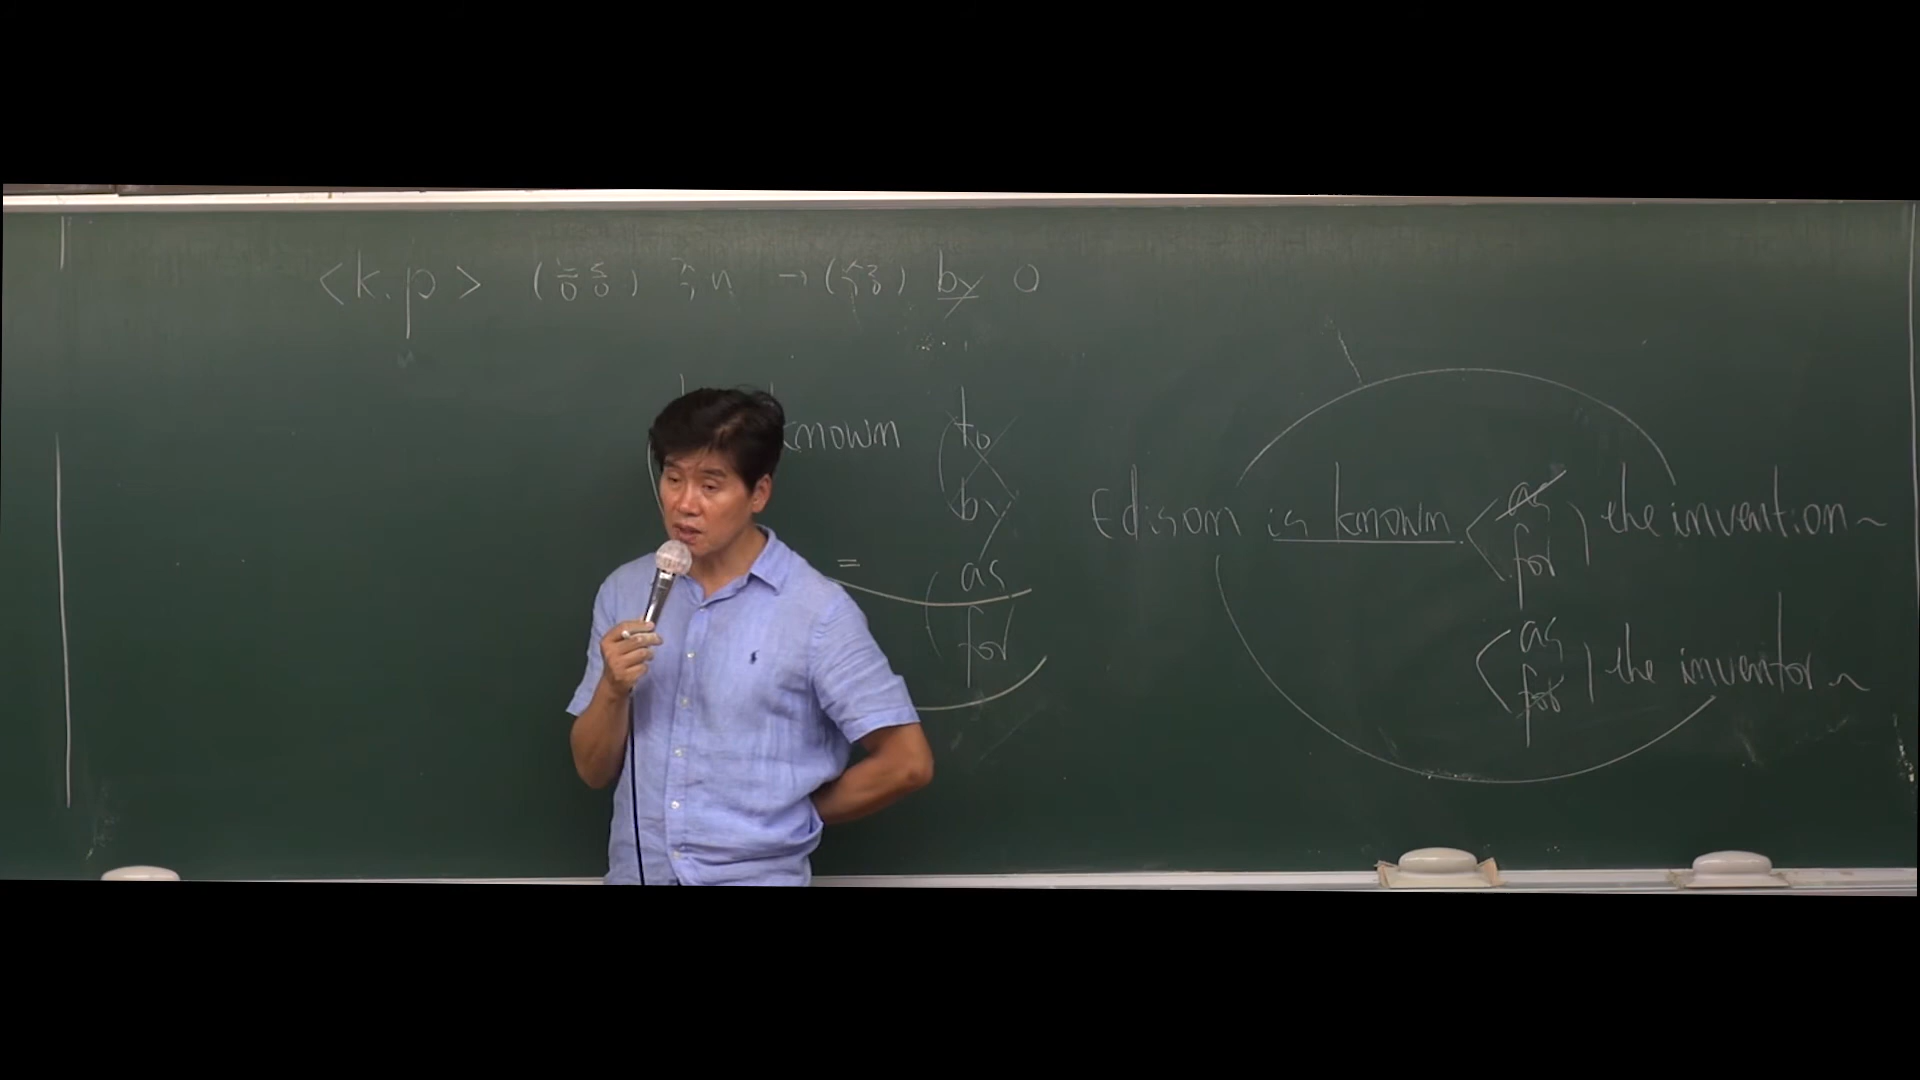 <k.p> (능동) → (수동) by O
known to
by
= as
for
Edison is known as the invention ~
for
as the inventor ~
for